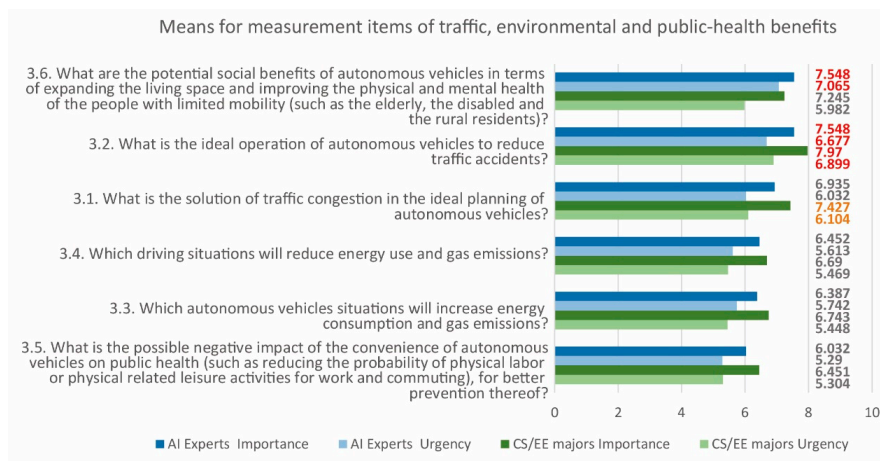 Means for measurement items of traffic, environmental and public-health benefits
3.6. What are the potential social benefits of autonomous vehicles in terms
of expanding the living space and improving the physical and mental health
of the people with limited mobility (such as the elderly, the disabled and
the rural residents)?
7.548
7.065
7.245
5.982
3.2. What is the ideal operation of autonomous vehicles to reduce
traffic accidents?
7.548
6.677
7.97
6.899
3.1. What is the solution of traffic congestion in the ideal planning of
autonomous vehicles?
6.935
6.032
7.427
6.104
3.4. Which driving situations will reduce energy use and gas emissions?
6.452
5.613
6.69
5.469
3.3. Which autonomous vehicles situations will increase energy
consumption and gas emissions?
6.387
5.742
6.743
5.448
3.5. What is the possible negative impact of the convenience of autonomous
vehicles on public health (such as reducing the probability of physical labor
or physical related leisure activities for work and commuting), for better
prevention thereof?
6.032
5.29
6.451
5.304
0 2 4 6 8 10
AI Experts Importance AI Experts Urgency CS/EE majors Importance CS/EE majors Urgency